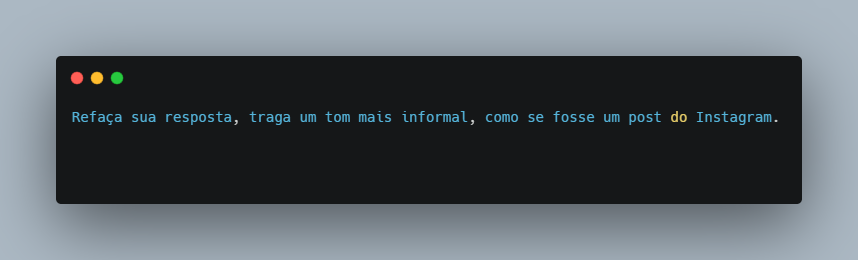 Refaça sua resposta, traga um tom mais informal, como se fosse um post do Instagram.